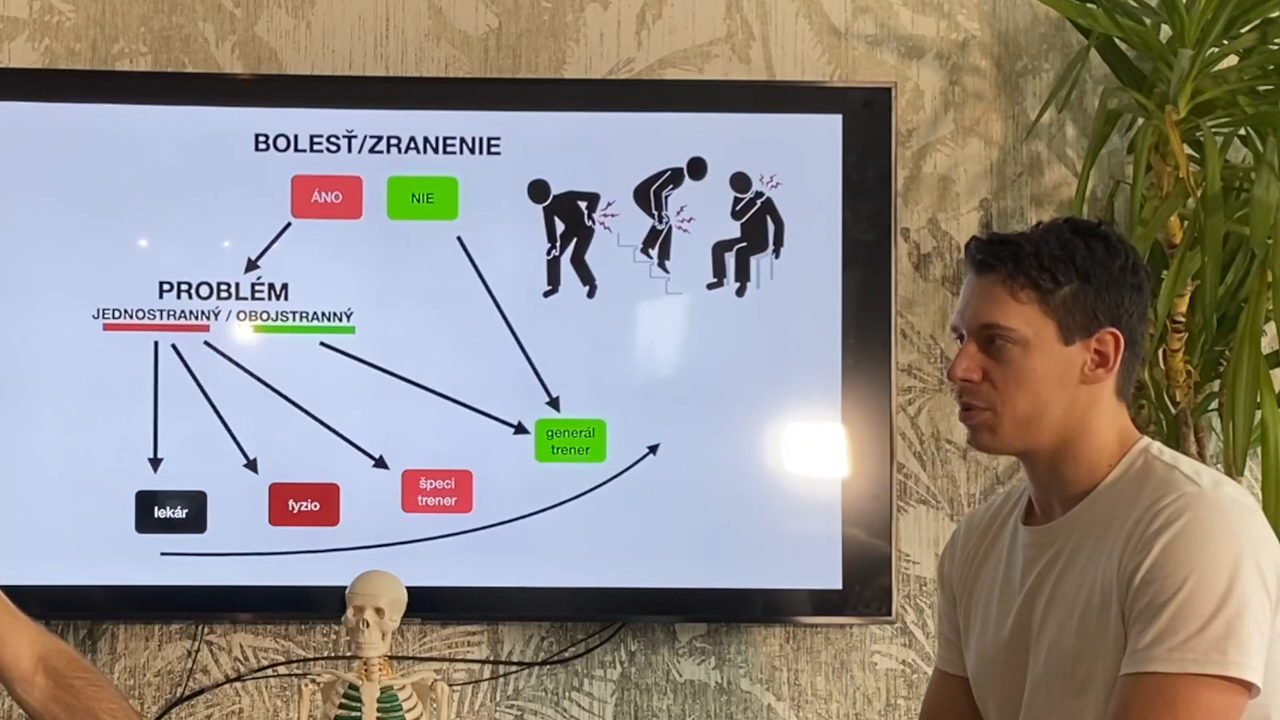 BOLESŤ/ZRANENIE
ÁNO
NIE
PROBLÉM
JEDNOSTRANNÝ / OBOJSTRANNÝ
generál
trener
špeci
trener
fyzio
lekár